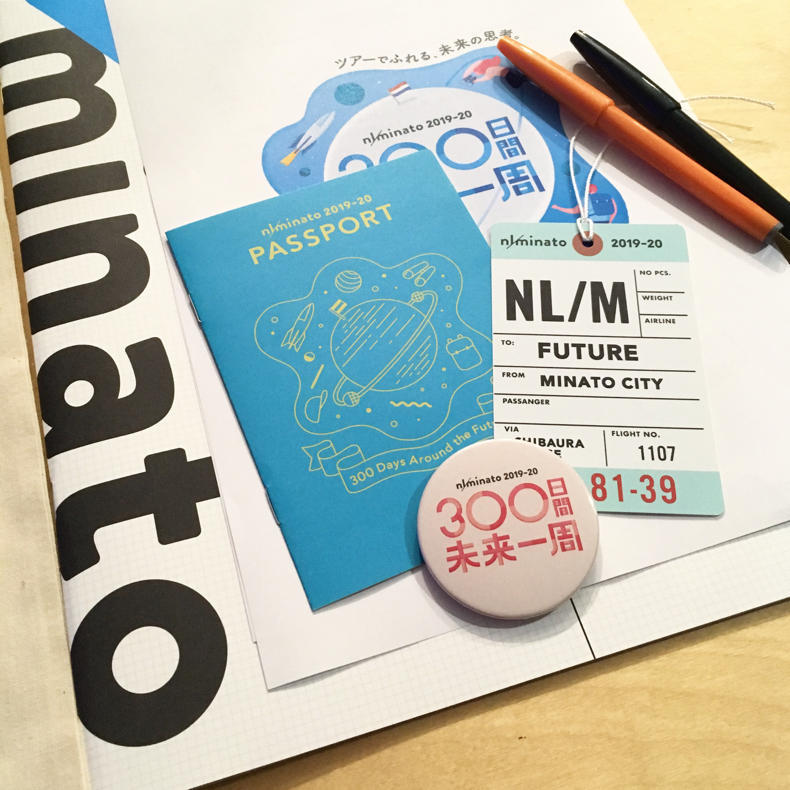 minato
ツアーでふれる、未来の思考。
nl/minato 2019-20
300日間
一周
nl/minato 2019-20
PASSPORT
300 Days Around the Futu
nl/minato 2019-20
NL/M
NO PCS.
WEIGHT
AIRLINE
TO: FUTURE
FROM MINATO CITY
PASSANGER
VIA
SHIBAURA
FLIGHT NO.
1107
81-39
nl/minato 2019-20
300日間
未来一周